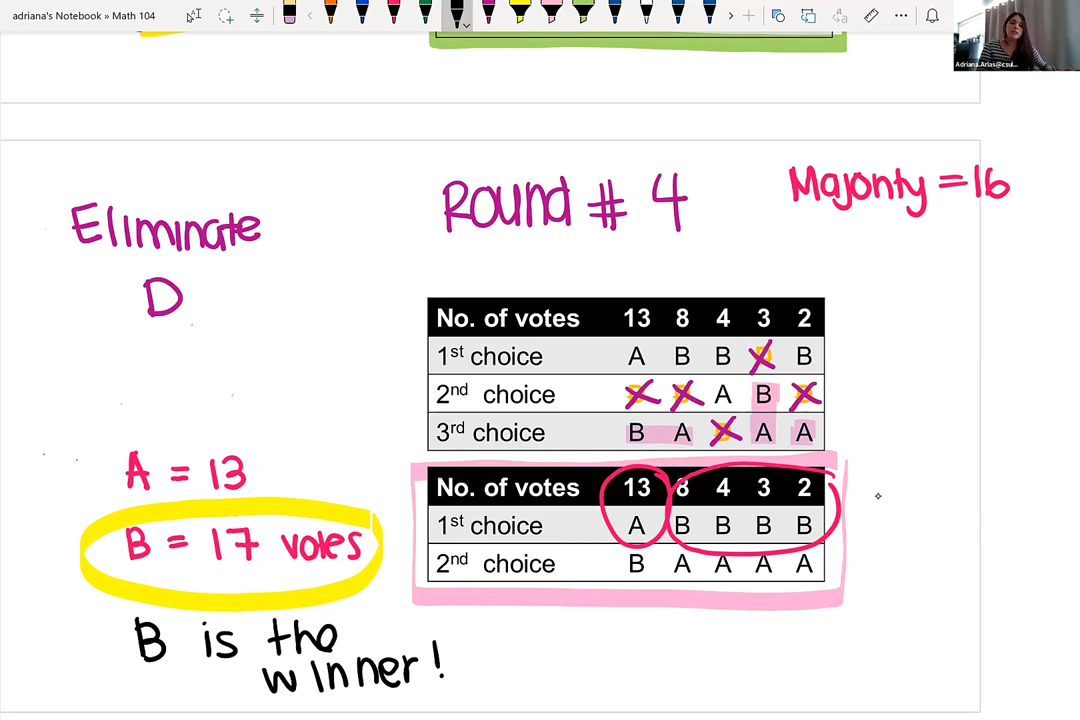 adriana's Notebook » Math 104
Adriana.Arias@csul...
Round # 4
Majority = 16
Eliminate
D
No. of votes 13 8 4 3 2
1st choice A B B D B
2nd choice D D A B D
3rd choice B A D A A
A = 13
B = 17 votes
No. of votes 13 8 4 3 2
1st choice A B B B B
2nd choice B A A A A
B is the
winner!